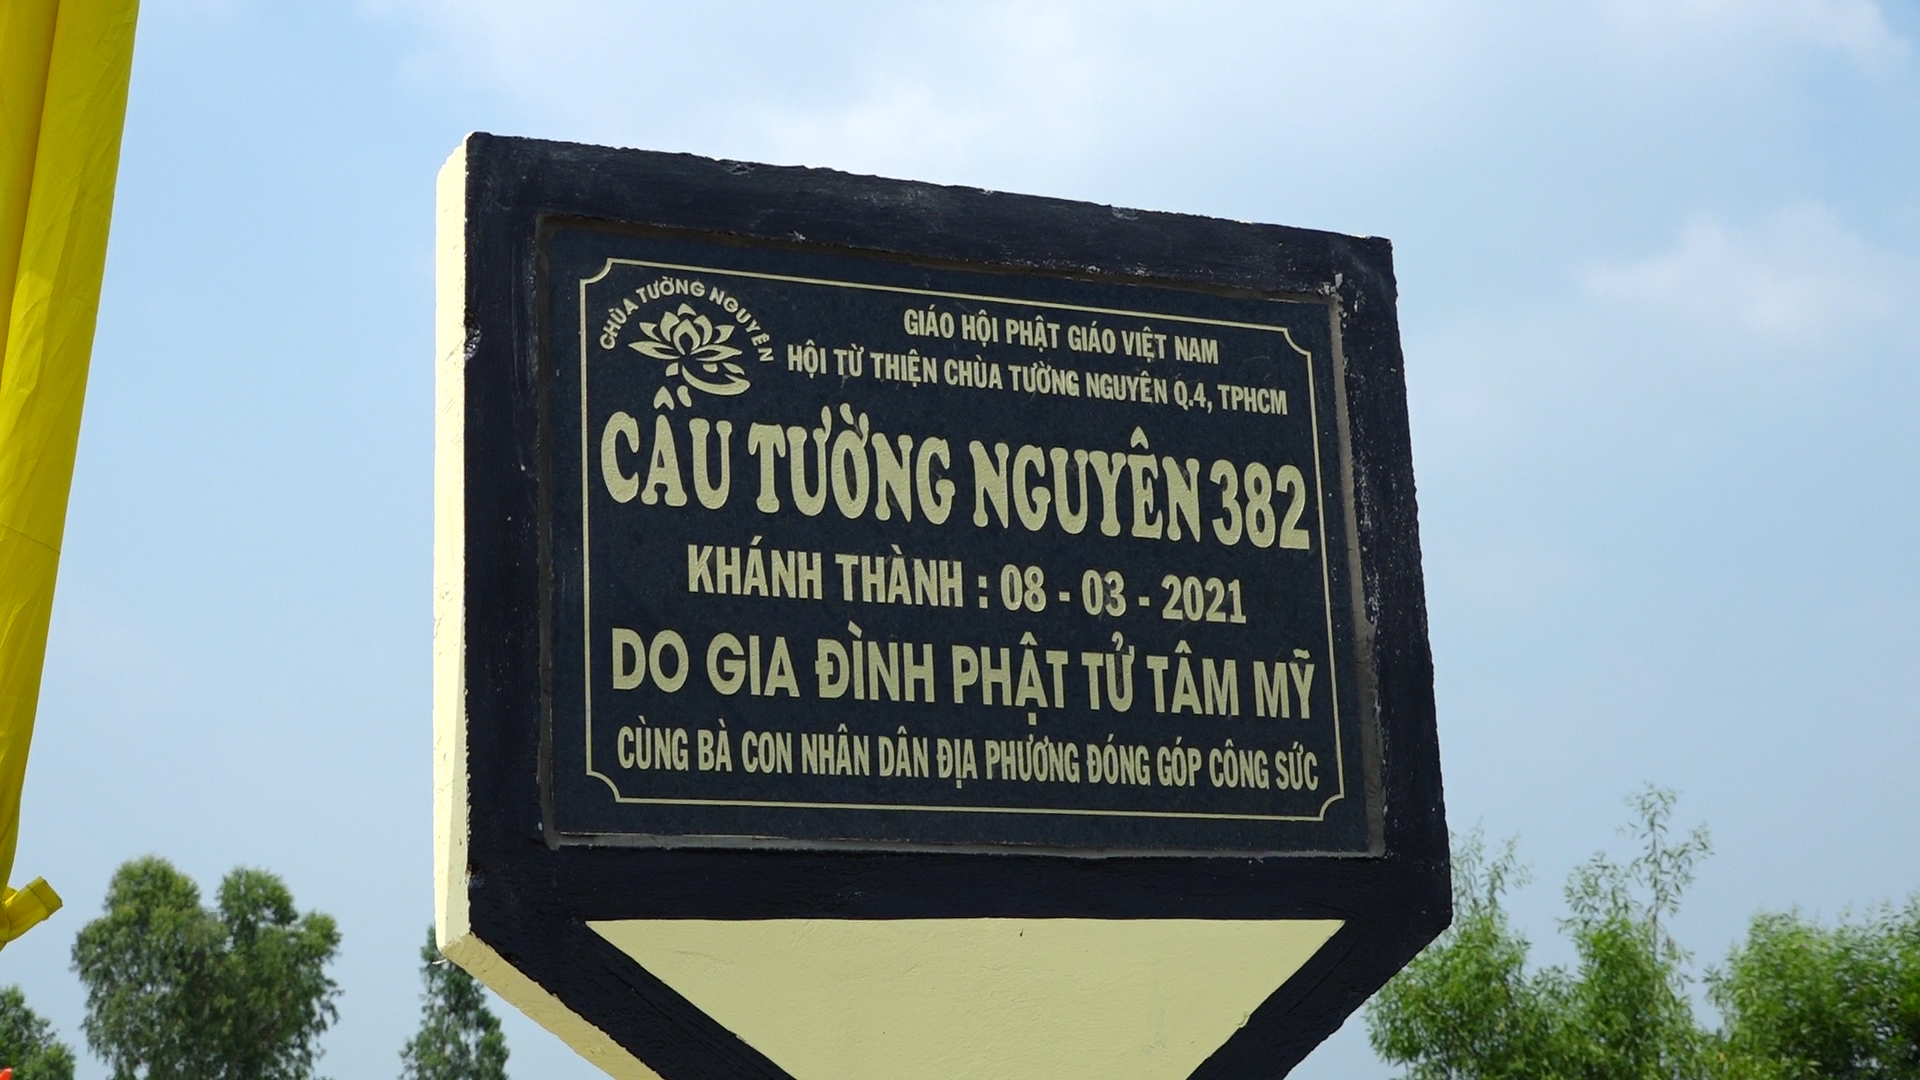 CHÙA TƯỜNG NGUYÊN
GIÁO HỘI PHẬT GIÁO VIỆT NAM
HỘI TỪ THIỆN CHÙA TƯỜNG NGUYÊN Q.4, TPHCM
CẦU TƯỜNG NGUYÊN 382
KHÁNH THÀNH : 08 - 03 - 2021
DO GIA ĐÌNH PHẬT TỬ TÂM MỸ
CÙNG BÀ CON NHÂN DÂN ĐỊA PHƯƠNG ĐÓNG GÓP CÔNG SỨC